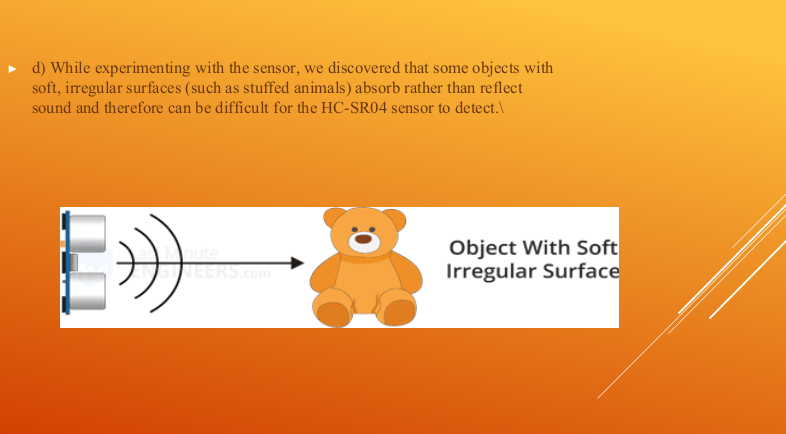 d) While experimenting with the sensor, we discovered that some objects with
soft, irregular surfaces (such as stuffed animals) absorb rather than reflect
sound and therefore can be difficult for the HC-SR04 sensor to detect.\
Last Minute
ENGINEERS.com
Object With Soft
Irregular Surface